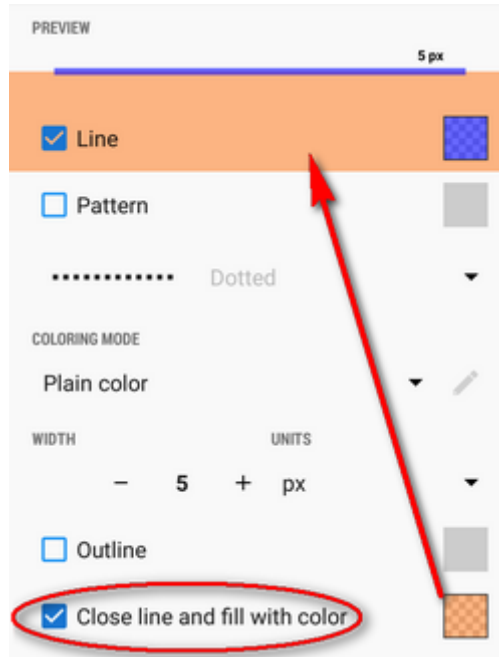 PREVIEW
5 px
Line
Pattern
Dotted
COLORING MODE
Plain color
WIDTH UNITS
− 5 + px
Outline
Close line and fill with color